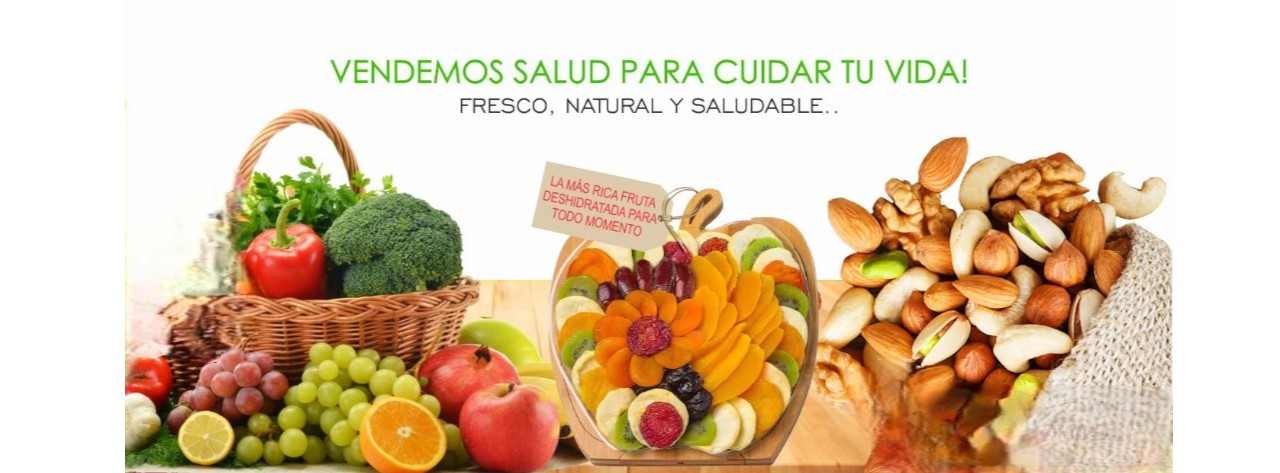 VENDEMOS SALUD PARA CUIDAR TU VIDA!
FRESCO, NATURAL Y SALUDABLE..
LA MÁS RICA FRUTA
DESHIDRATADA PARA
TODO MOMENTO